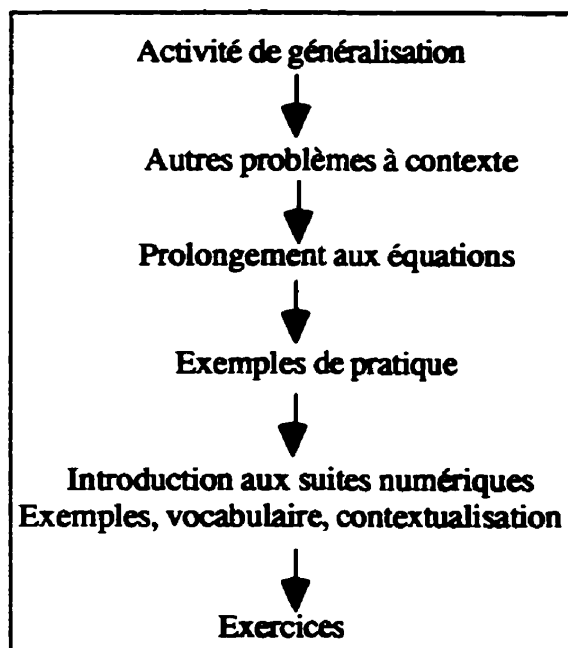 Activité de généralisation
Autres problèmes à contexte
Prolongement aux équations
Exemples de pratique
Introduction aux suites numériques
Exemples, vocabulaire, contextualisation
Exercices